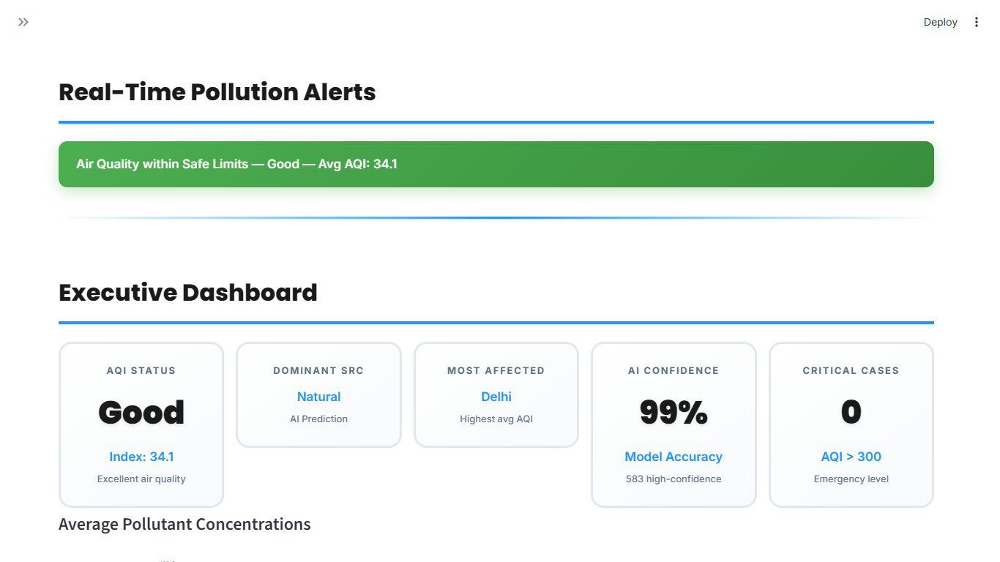 Deploy
Real-Time Pollution Alerts
Air Quality within Safe Limits — Good — Avg AQI: 34.1
Executive Dashboard
AQI STATUS
Good
Index: 34.1
Excellent air quality
DOMINANT SRC
Natural
AI Prediction
MOST AFFECTED
Delhi
Highest avg AQI
AI CONFIDENCE
99%
Model Accuracy
583 high-confidence
CRITICAL CASES
0
AQI > 300
Emergency level
Average Pollutant Concentrations